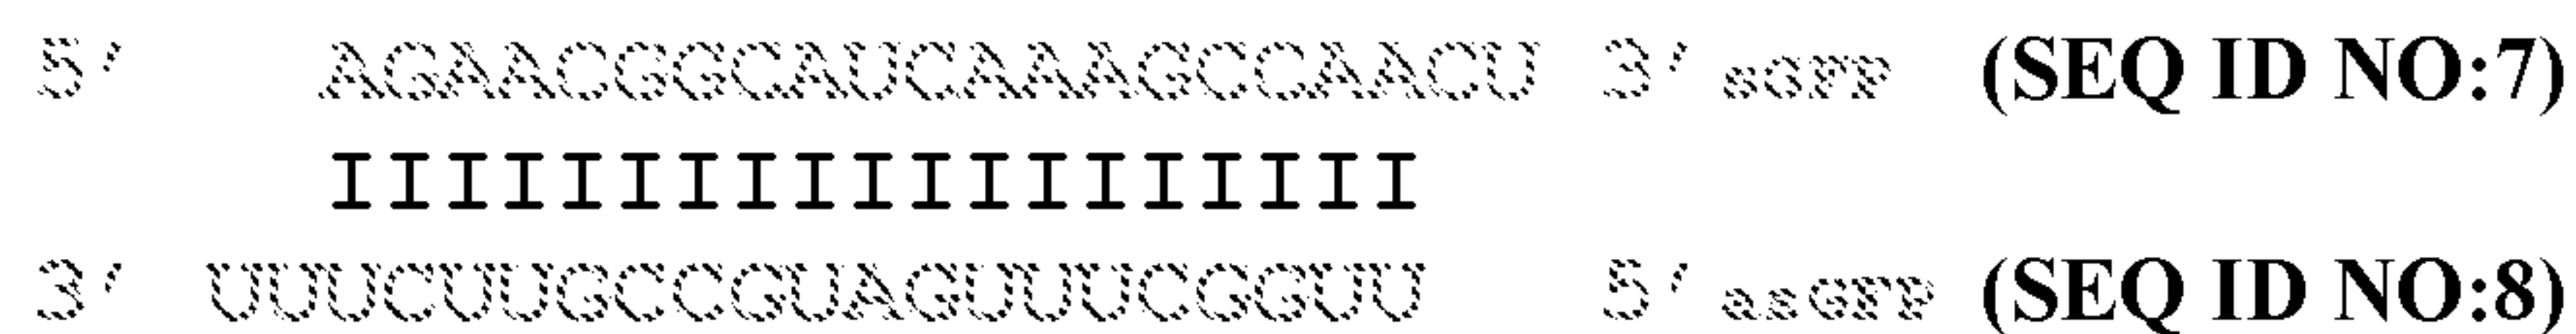 5' AGAACGGCAUCAAAGCCAACU 3' sGFP (SEQ ID NO:7)
IIIIIIIIIIIIIIIIIII
3' UUUCUUGCCGUAGUUUCGGUU 5' asGFP (SEQ ID NO:8)